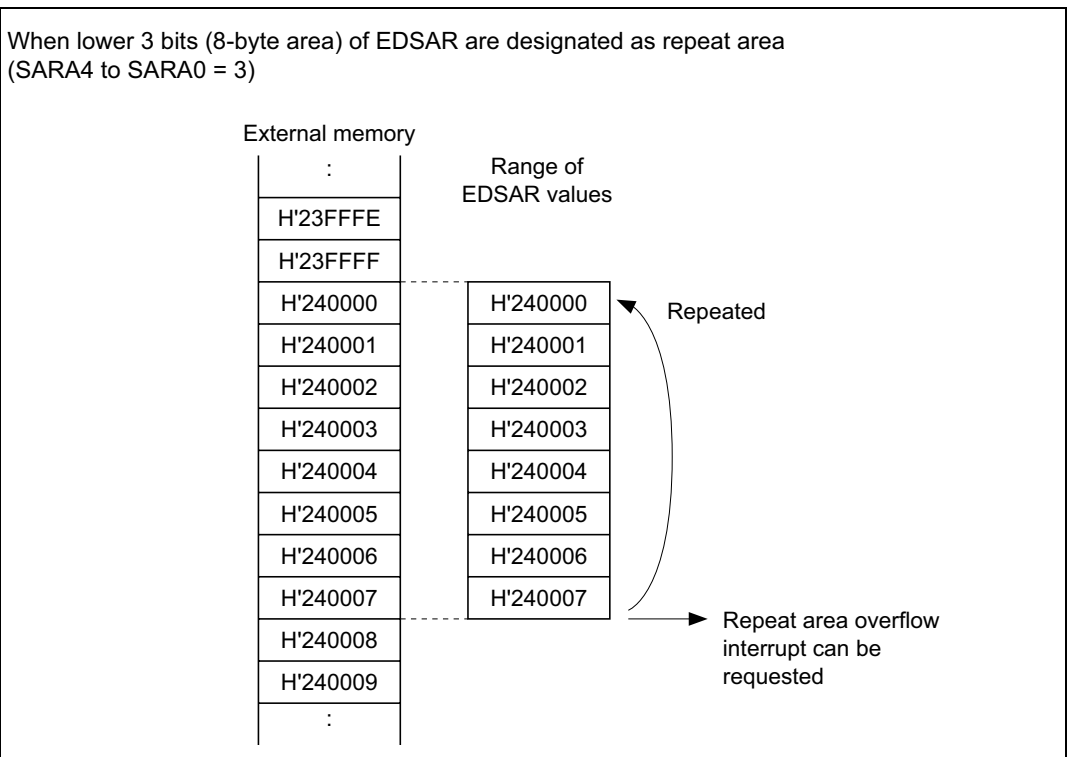 When lower 3 bits (8-byte area) of EDSAR are designated as repeat area
(SARA4 to SARA0 = 3)
External memory
:
Range of
EDSAR values
H'23FFFE
H'23FFFF
H'240000
H'240000
Repeated
H'240001
H'240001
H'240002
H'240002
H'240003
H'240003
H'240004
H'240004
H'240005
H'240005
H'240006
H'240006
H'240007
H'240007
Repeat area overflow
interrupt can be
requested
H'240008
H'240009
: